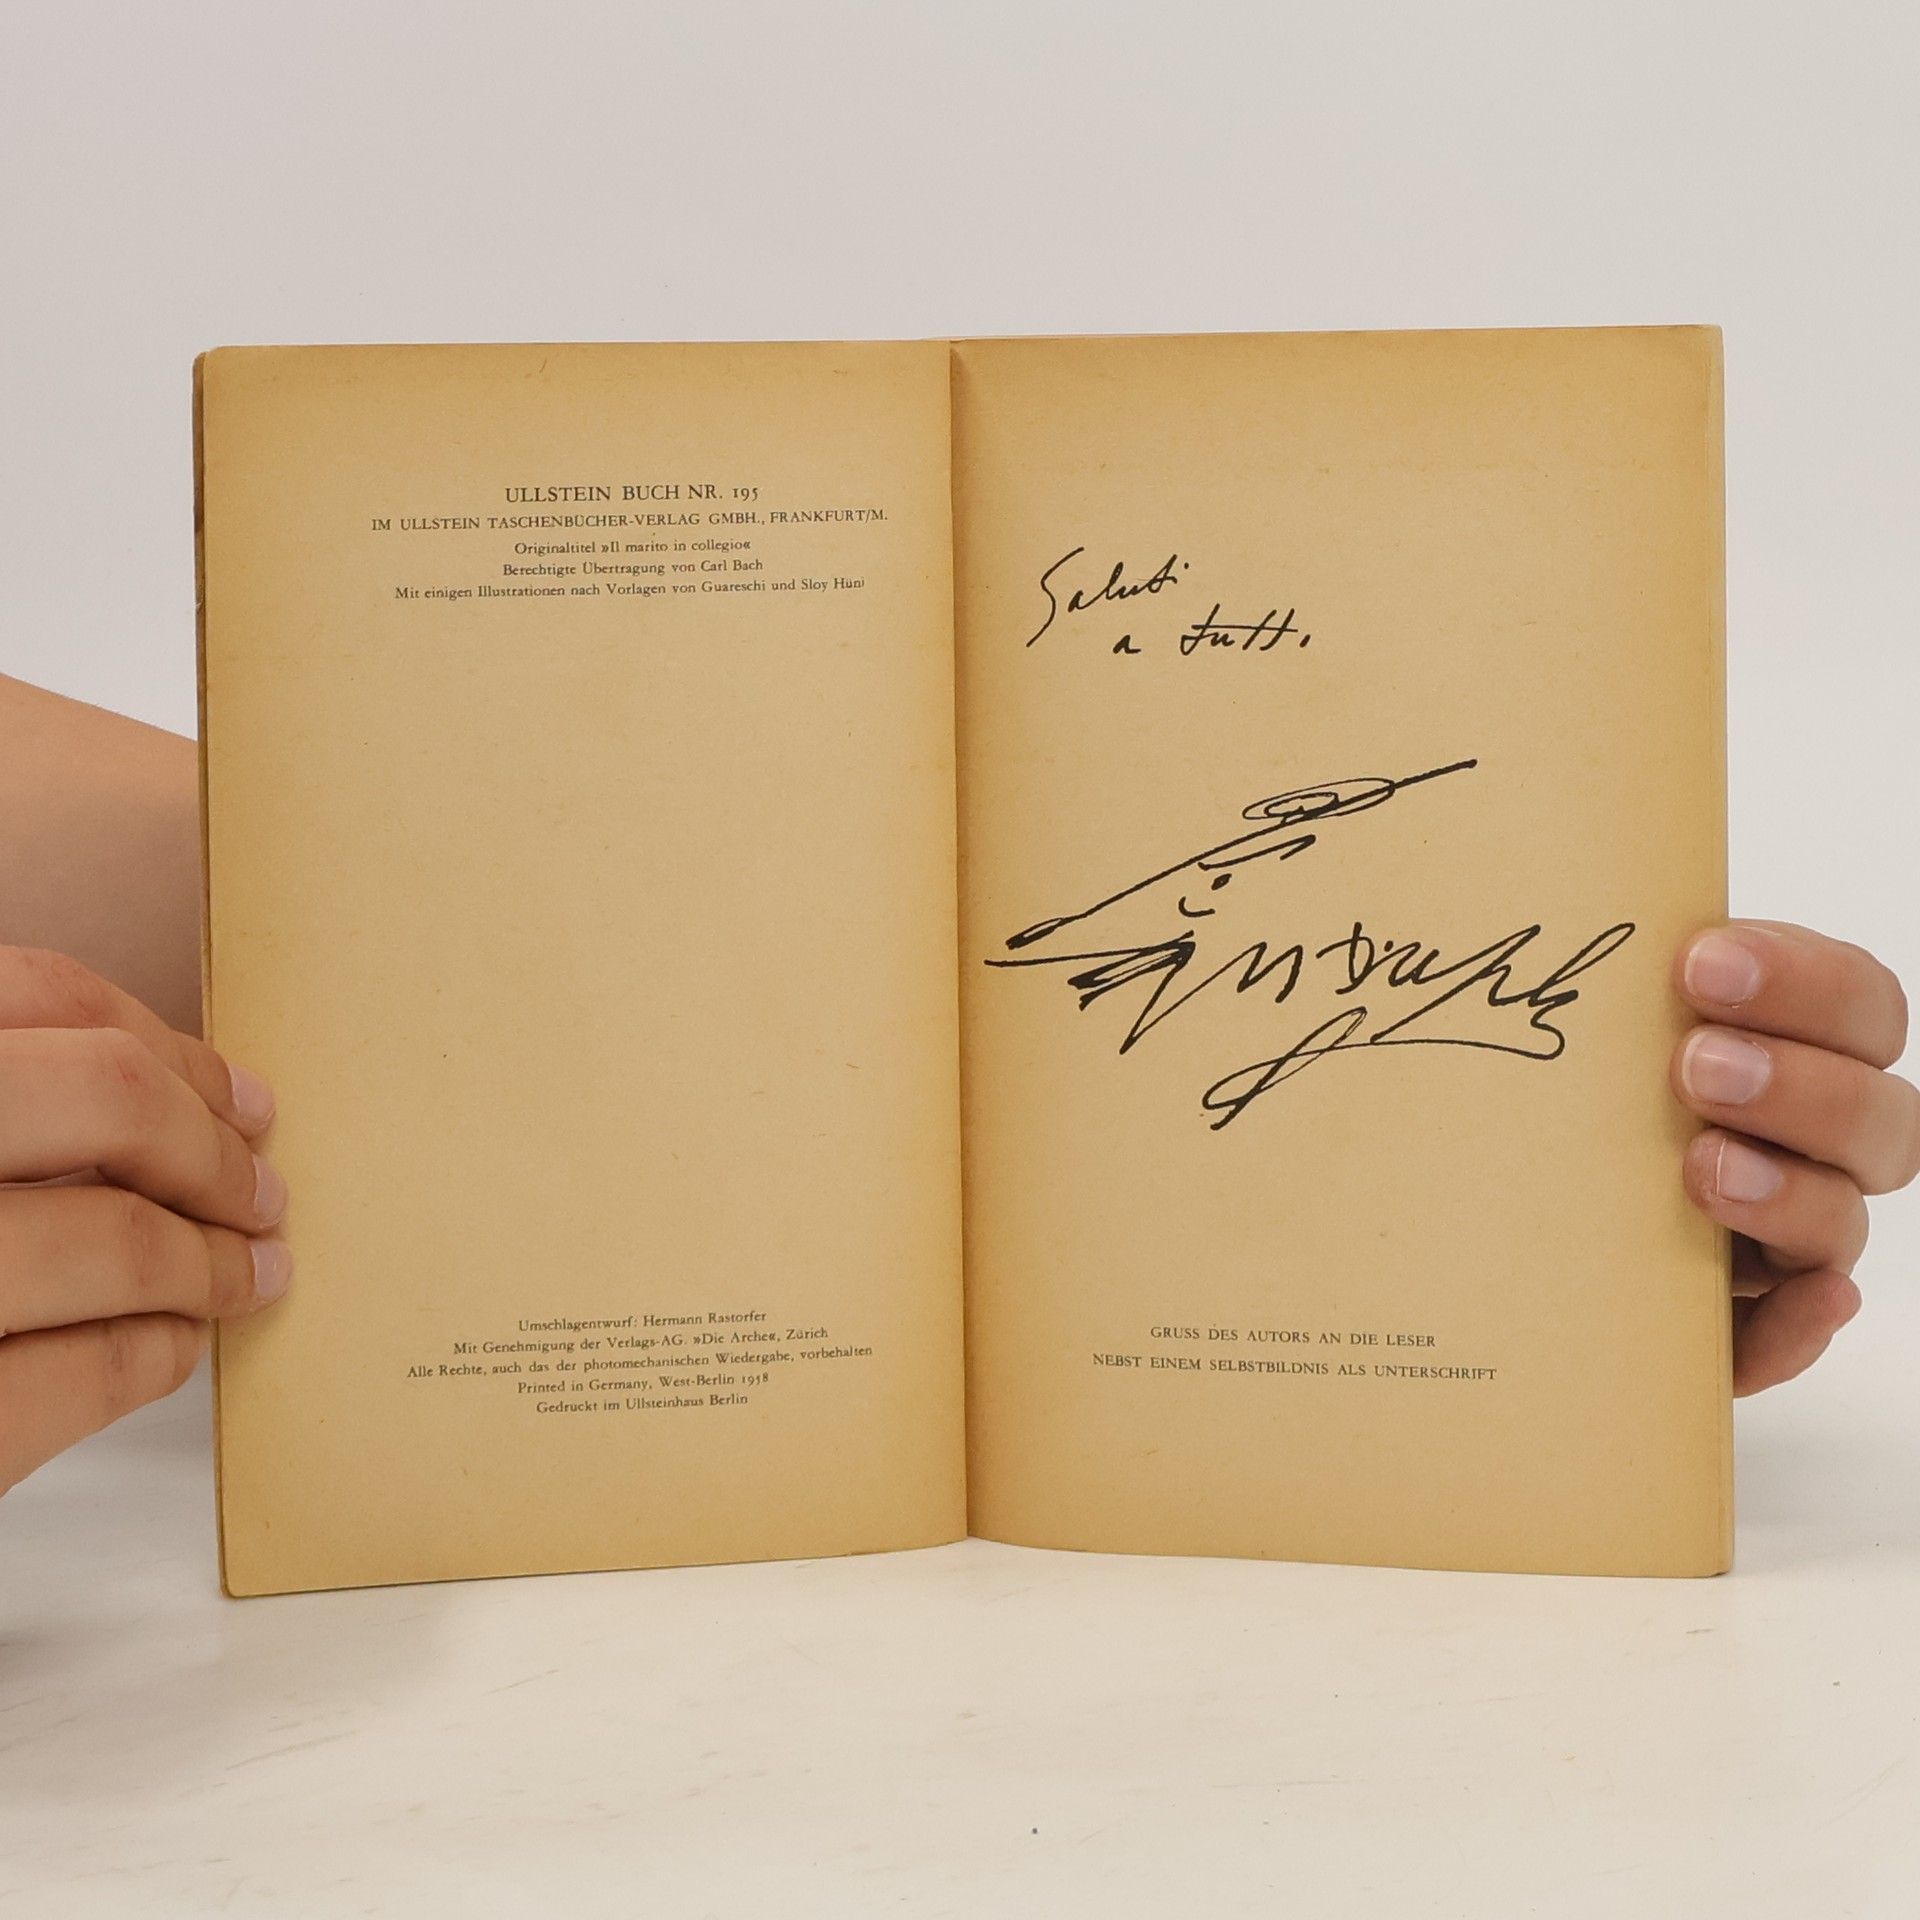 ULLSTEIN BUCH NR. 195
IM ULLSTEIN TASCHENBÜCHER-VERLAG GMBH., FRANKFURT/M.
Originaltitel »Il marito in collegio«
Berechtigte Übertragung von Carl Bach
Mit einigen Illustrationen nach Vorlagen von Guareschi und Sloy Hüni
Umschlagentwurf: Hermann Rastorfer
Mit Genehmigung der Verlags-AG. »Die Arche«, Zürich
Alle Rechte, auch das der photomechanischen Wiedergabe, vorbehalten
Printed in Germany, West-Berlin 1958
Gedruckt im Ullsteinhaus Berlin
Saluti
a tutti
GRUSS DES AUTORS AN DIE LESER
NEBST EINEM SELBSTBILDNIS ALS UNTERSCHRIFT